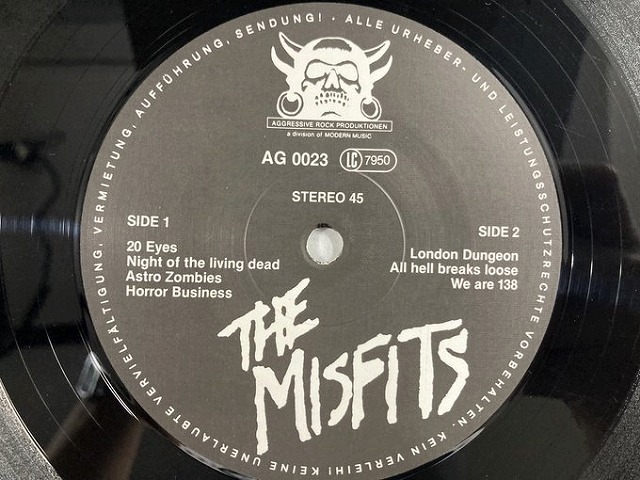 ALLE URHEBER- UND LEISTUNGSSCHUTZRECHTE VORBEHALTEN. KEIN VERLEIH! KEINE UNERLAUBTE VERVIELFÄLTIGUNG, VERMIETUNG, AUFFÜHRUNG, SENDUNG! •
AGGRESSIVE ROCK PRODUKTIONEN
a division of MODERN MUSIC
AG 0023 LC 7950
STEREO 45
SIDE 1
20 Eyes
Night of the living dead
Astro Zombies
Horror Business
SIDE 2
London Dungeon
All hell breaks loose
We are 138
THE
MISFITS